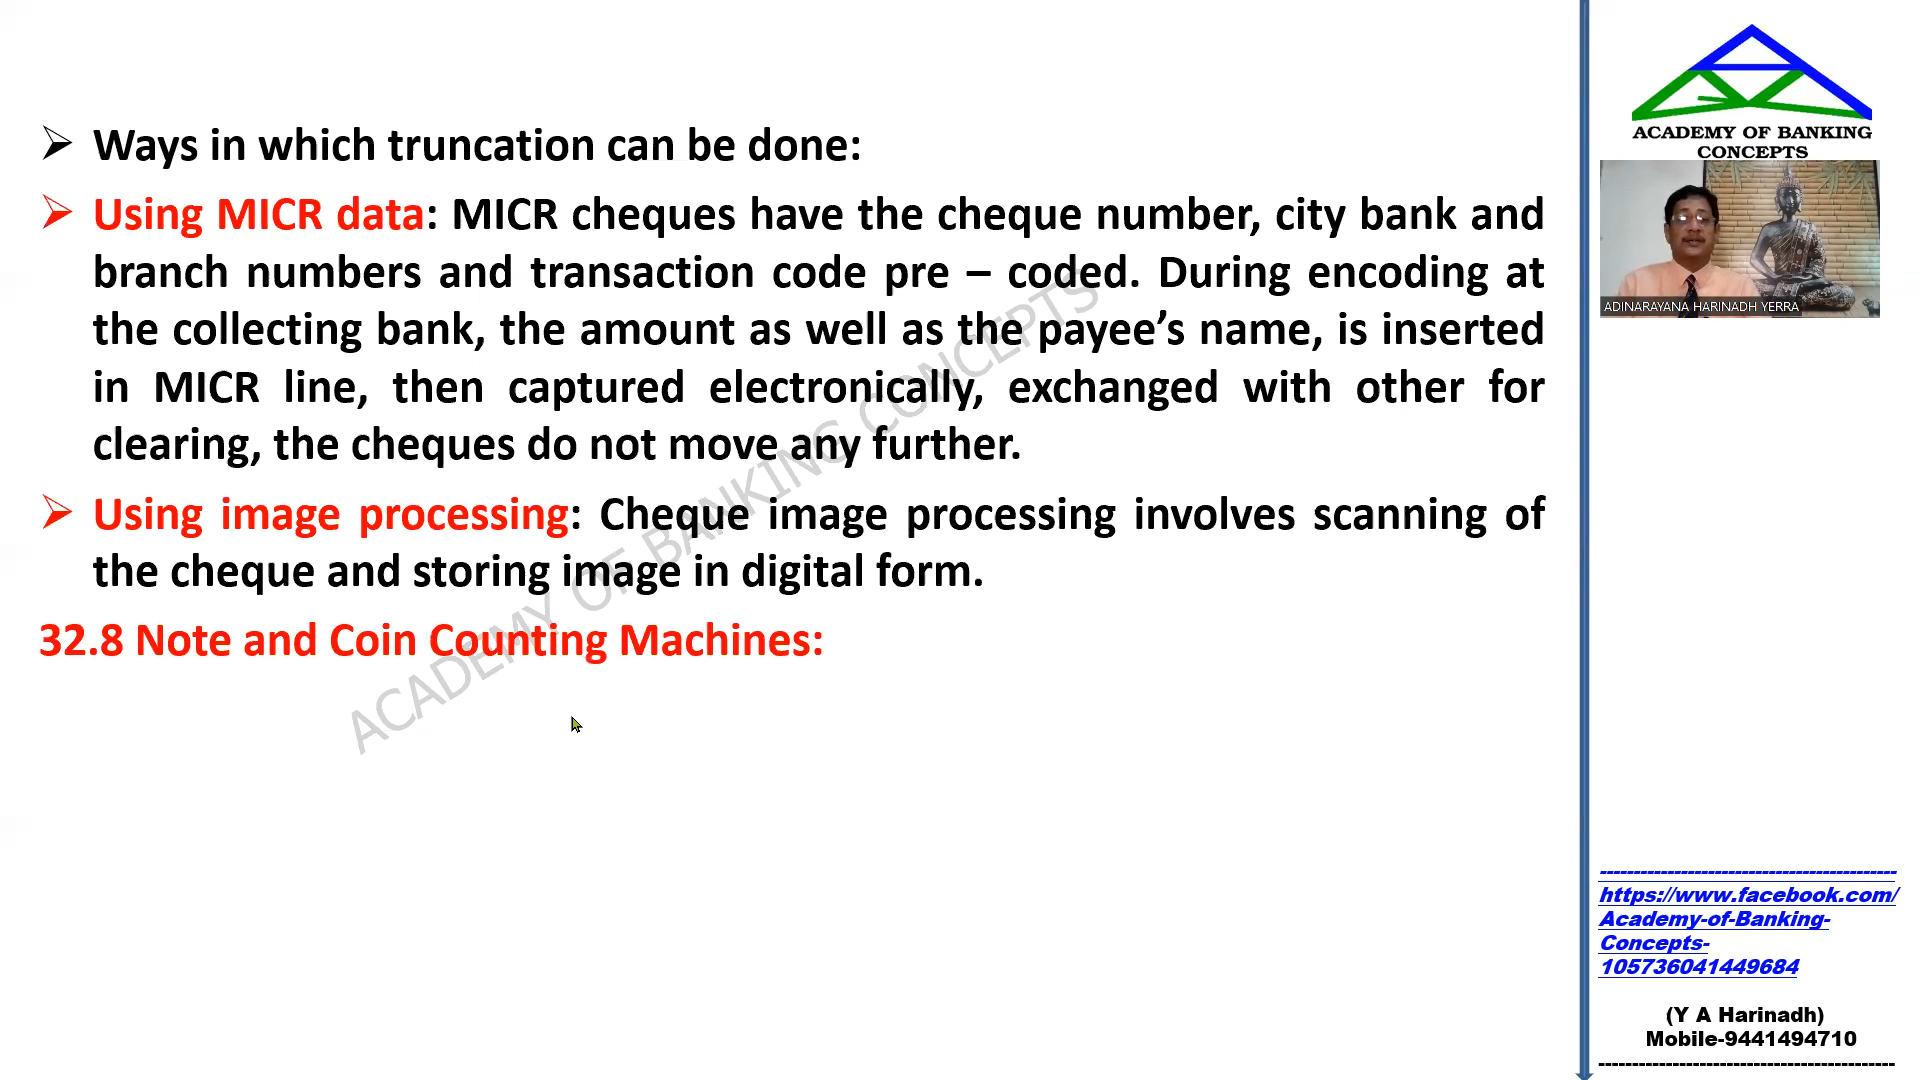 Ways in which truncation can be done:
Using MICR data: MICR cheques have the cheque number, city bank and
branch numbers and transaction code pre – coded. During encoding at
the collecting bank, the amount as well as the payee’s name, is inserted
in MICR line, then captured electronically, exchanged with other for
clearing, the cheques do not move any further.
Using image processing: Cheque image processing involves scanning of
the cheque and storing image in digital form.
32.8 Note and Coin Counting Machines:
ACADEMY OF BANKING CONCEPTS
ACADEMY OF BANKING
CONCEPTS
ADINARAYANA HARINADH YERRA
https://www.facebook.com/
Academy-of-Banking-
Concepts-
105736041449684
(Y A Harinadh)
Mobile-9441494710